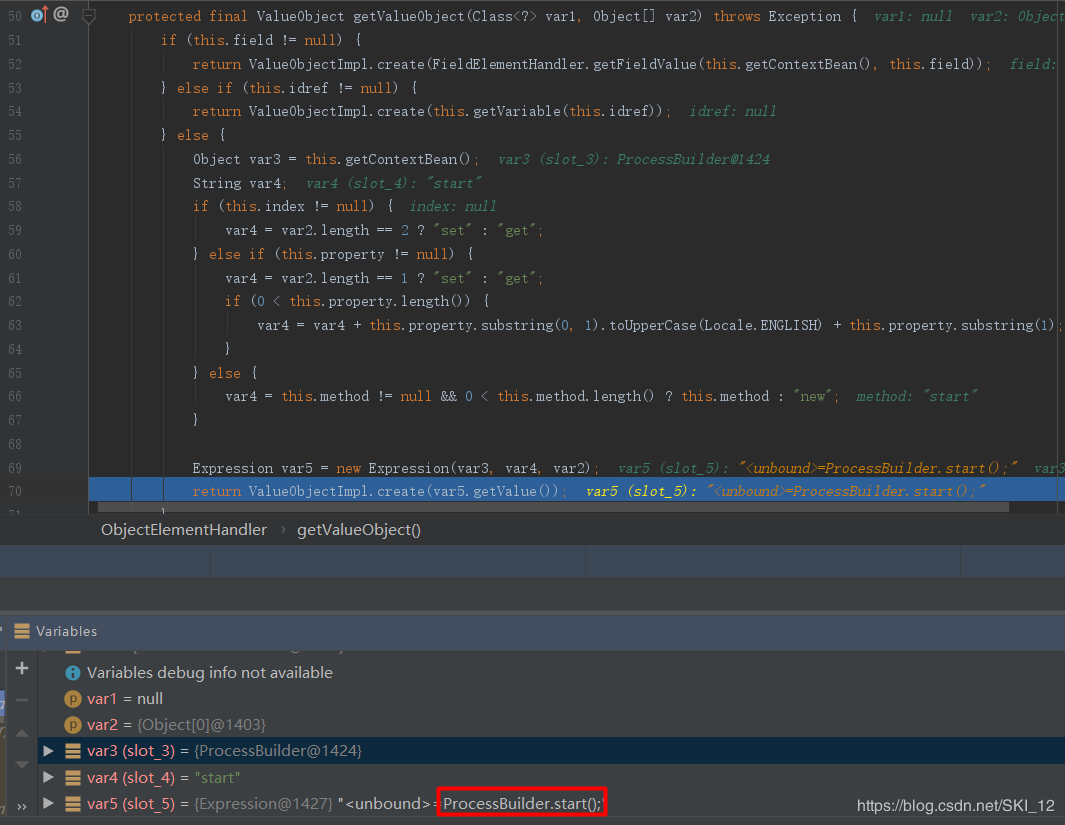 50 @ protected final ValueObject getValueObject(Class<?> var1, Object[] var2) throws Exception { var1: null var2: Object
51 if (this.field != null) {
52 return ValueObjectImpl.create(FieldElementHandler.getFieldValue(this.getContextBean(), this.field)); field:
53 } else if (this.idref != null) {
54 return ValueObjectImpl.create(this.getVariable(this.idref)); idref: null
55 } else {
56 Object var3 = this.getContextBean(); var3 (slot_3): ProcessBuilder@1424
57 String var4; var4 (slot_4): "start"
58 if (this.index != null) { index: null
59 var4 = var2.length == 2 ? "set" : "get";
60 } else if (this.property != null) {
61 var4 = var2.length == 1 ? "set" : "get";
62 if (0 < this.property.length()) {
63 var4 = var4 + this.property.substring(0, 1).toUpperCase(Locale.ENGLISH) + this.property.substring(1);
64 }
65 } else {
66 var4 = this.method != null && 0 < this.method.length() ? this.method : "new"; method: "start"
67 }
68
69 Expression var5 = new Expression(var3, var4, var2); var5 (slot_5): "<unbound>=ProcessBuilder.start();" var3
70 return ValueObjectImpl.create(var5.getValue()); var5 (slot_5): "<unbound>=ProcessBuilder.start();"
71 }
ObjectElementHandler › getValueObject()
Variables
Variables debug info not available
var1 = null
var2 = {Object[0]@1403}
var3 (slot_3) = {ProcessBuilder@1424}
var4 (slot_4) = "start"
var5 (slot_5) = {Expression@1427} "<unbound>=ProcessBuilder.start();"
https://blog.csdn.net/SKI_12